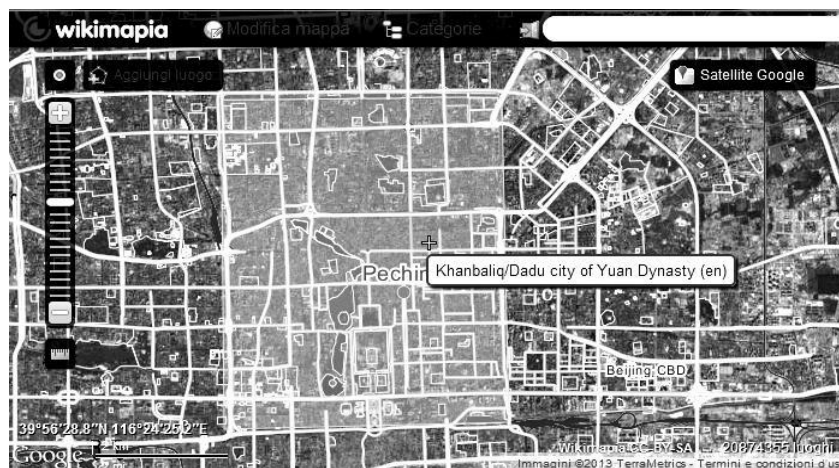 wikimapia Modifica mappa Categorie
Aggiungi luogo
Satellite Google
Pechin
Khanbaliq/Dadu city of Yuan Dynasty (en)
Beijing CBD
39°56'28.8"N 116°24'25.2"E
Google 2 km
Wikimapia CC-BY-SA 20874355 luoghi
Immagini ©2013 TerraMetrics - Termini e condizioni d